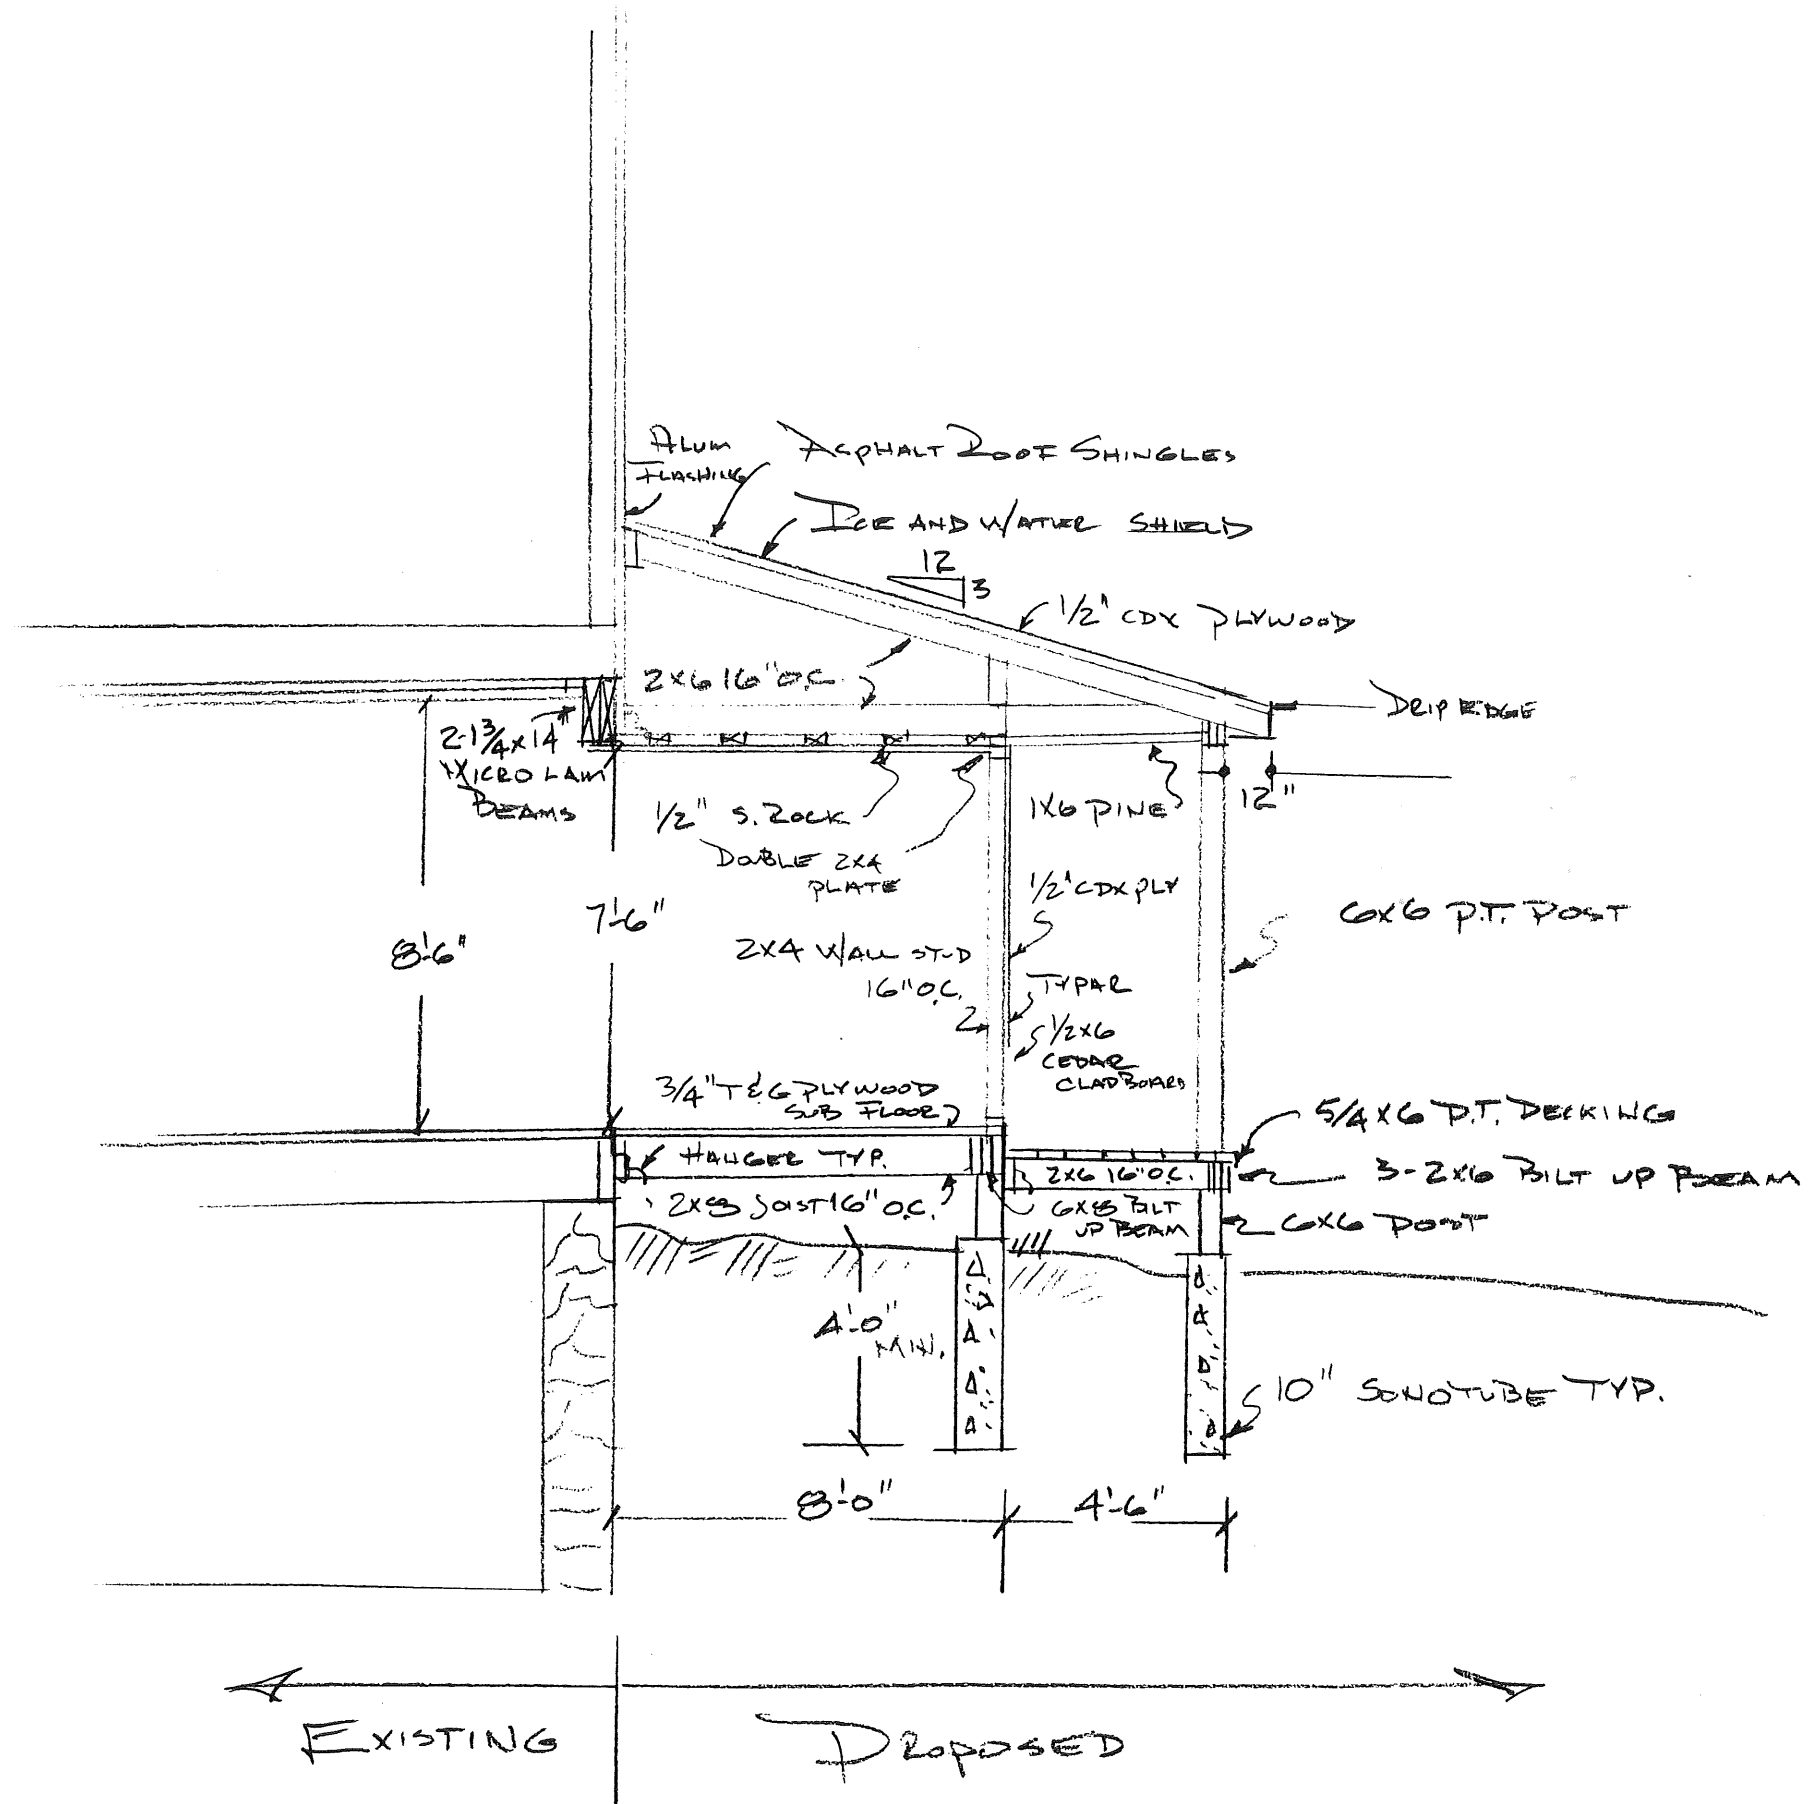 ALUM
FLASHING
ASPHALT ROOF SHINGLES
ICE AND WATER SHIELD
12
3
1/2" CDX PLYWOOD
2x6 16" O.C.
DRIP EDGE
2-1 3/4 x 14"
MICRO LAM
BEAMS
1/2" S. ROCK
1x6 PINE
12"
DOUBLE 2x4
PLATE
1/2" CDX PLY
7'-6"
8'-6"
6x6 P.T. POST
2x4 WALL STUD
16" O.C.
TYPAR
1/2x6
CEDAR
CLADBOARD
3/4" T & G PLYWOOD
SUB FLOOR
5/4x6 P.T. DECKING
HANGER TYP.
2x6 16" O.C.
3-2x6 BILT UP BEAM
2x8 JOIST 16" O.C.
6x8 BILT
UP BEAM
6x6 POST
4'-0"
MIN.
10" SONOTUBE TYP.
8'-0"
4'-6"
EXISTING
PROPOSED